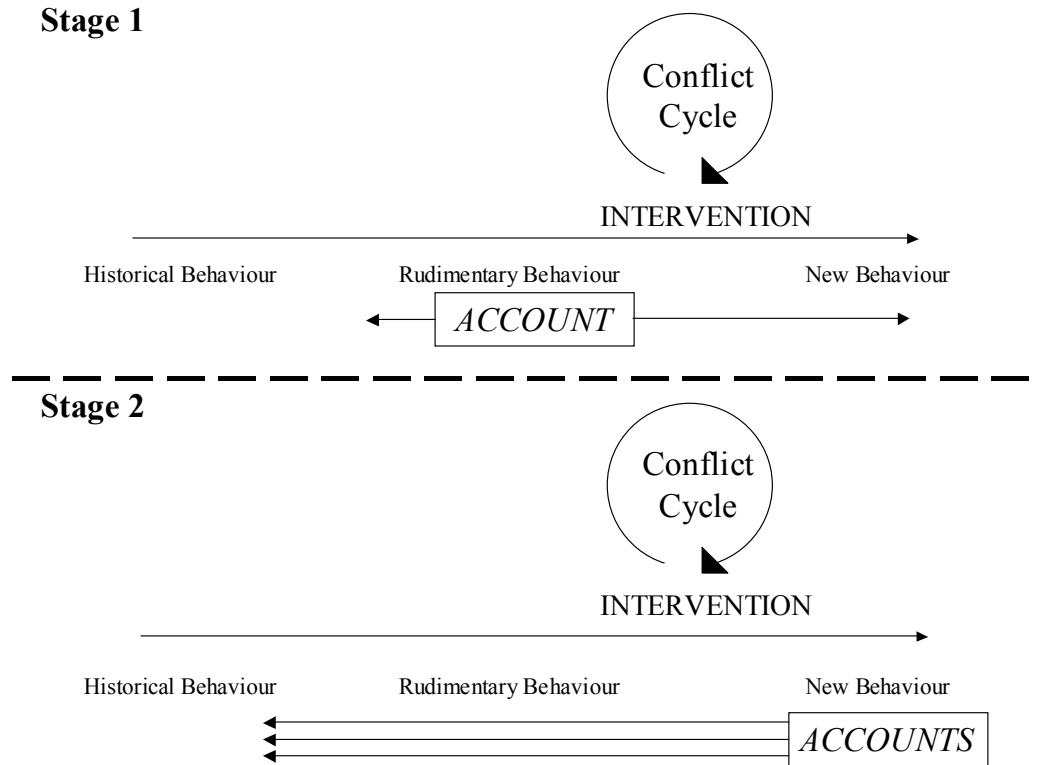 Stage 1
Conflict
Cycle
INTERVENTION
Historical Behaviour Rudimentary Behaviour New Behaviour
ACCOUNT
Stage 2
Conflict
Cycle
INTERVENTION
Historical Behaviour Rudimentary Behaviour New Behaviour
ACCOUNTS